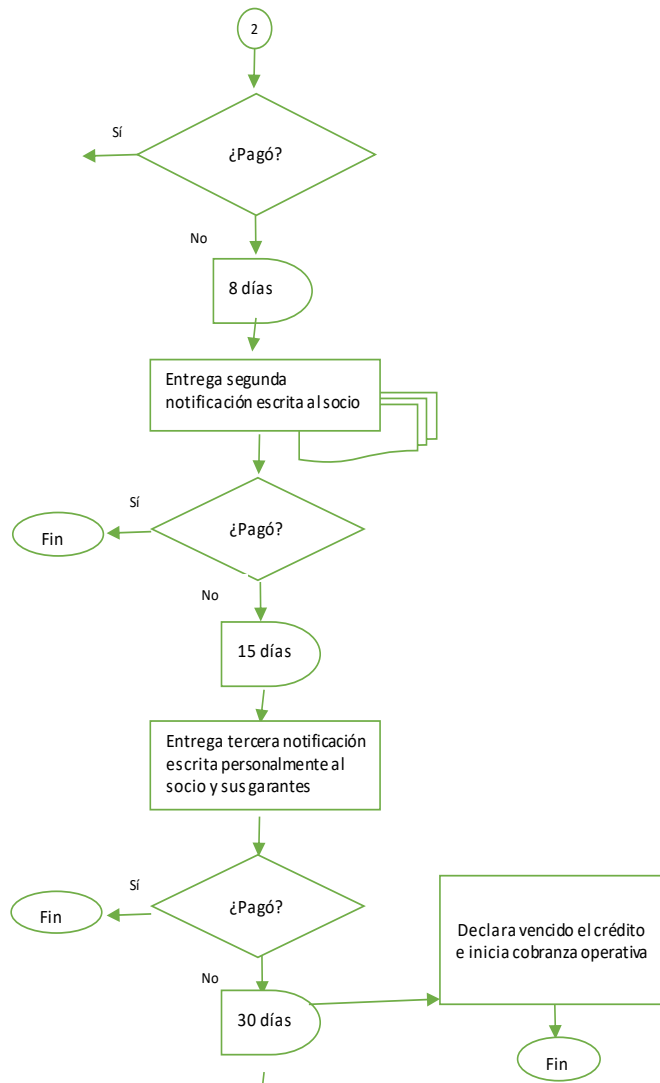 2
Sí
¿Pagó?
No
8 días
Entrega segunda
notificación escrita al socio
Sí
¿Pagó?
Fin
No
15 días
Entrega tercera notificación
escrita personalmente al
socio y sus garantes
Sí
¿Pagó?
Fin
Declara vencido el crédito
e inicia cobranza operativa
No
30 días
Fin